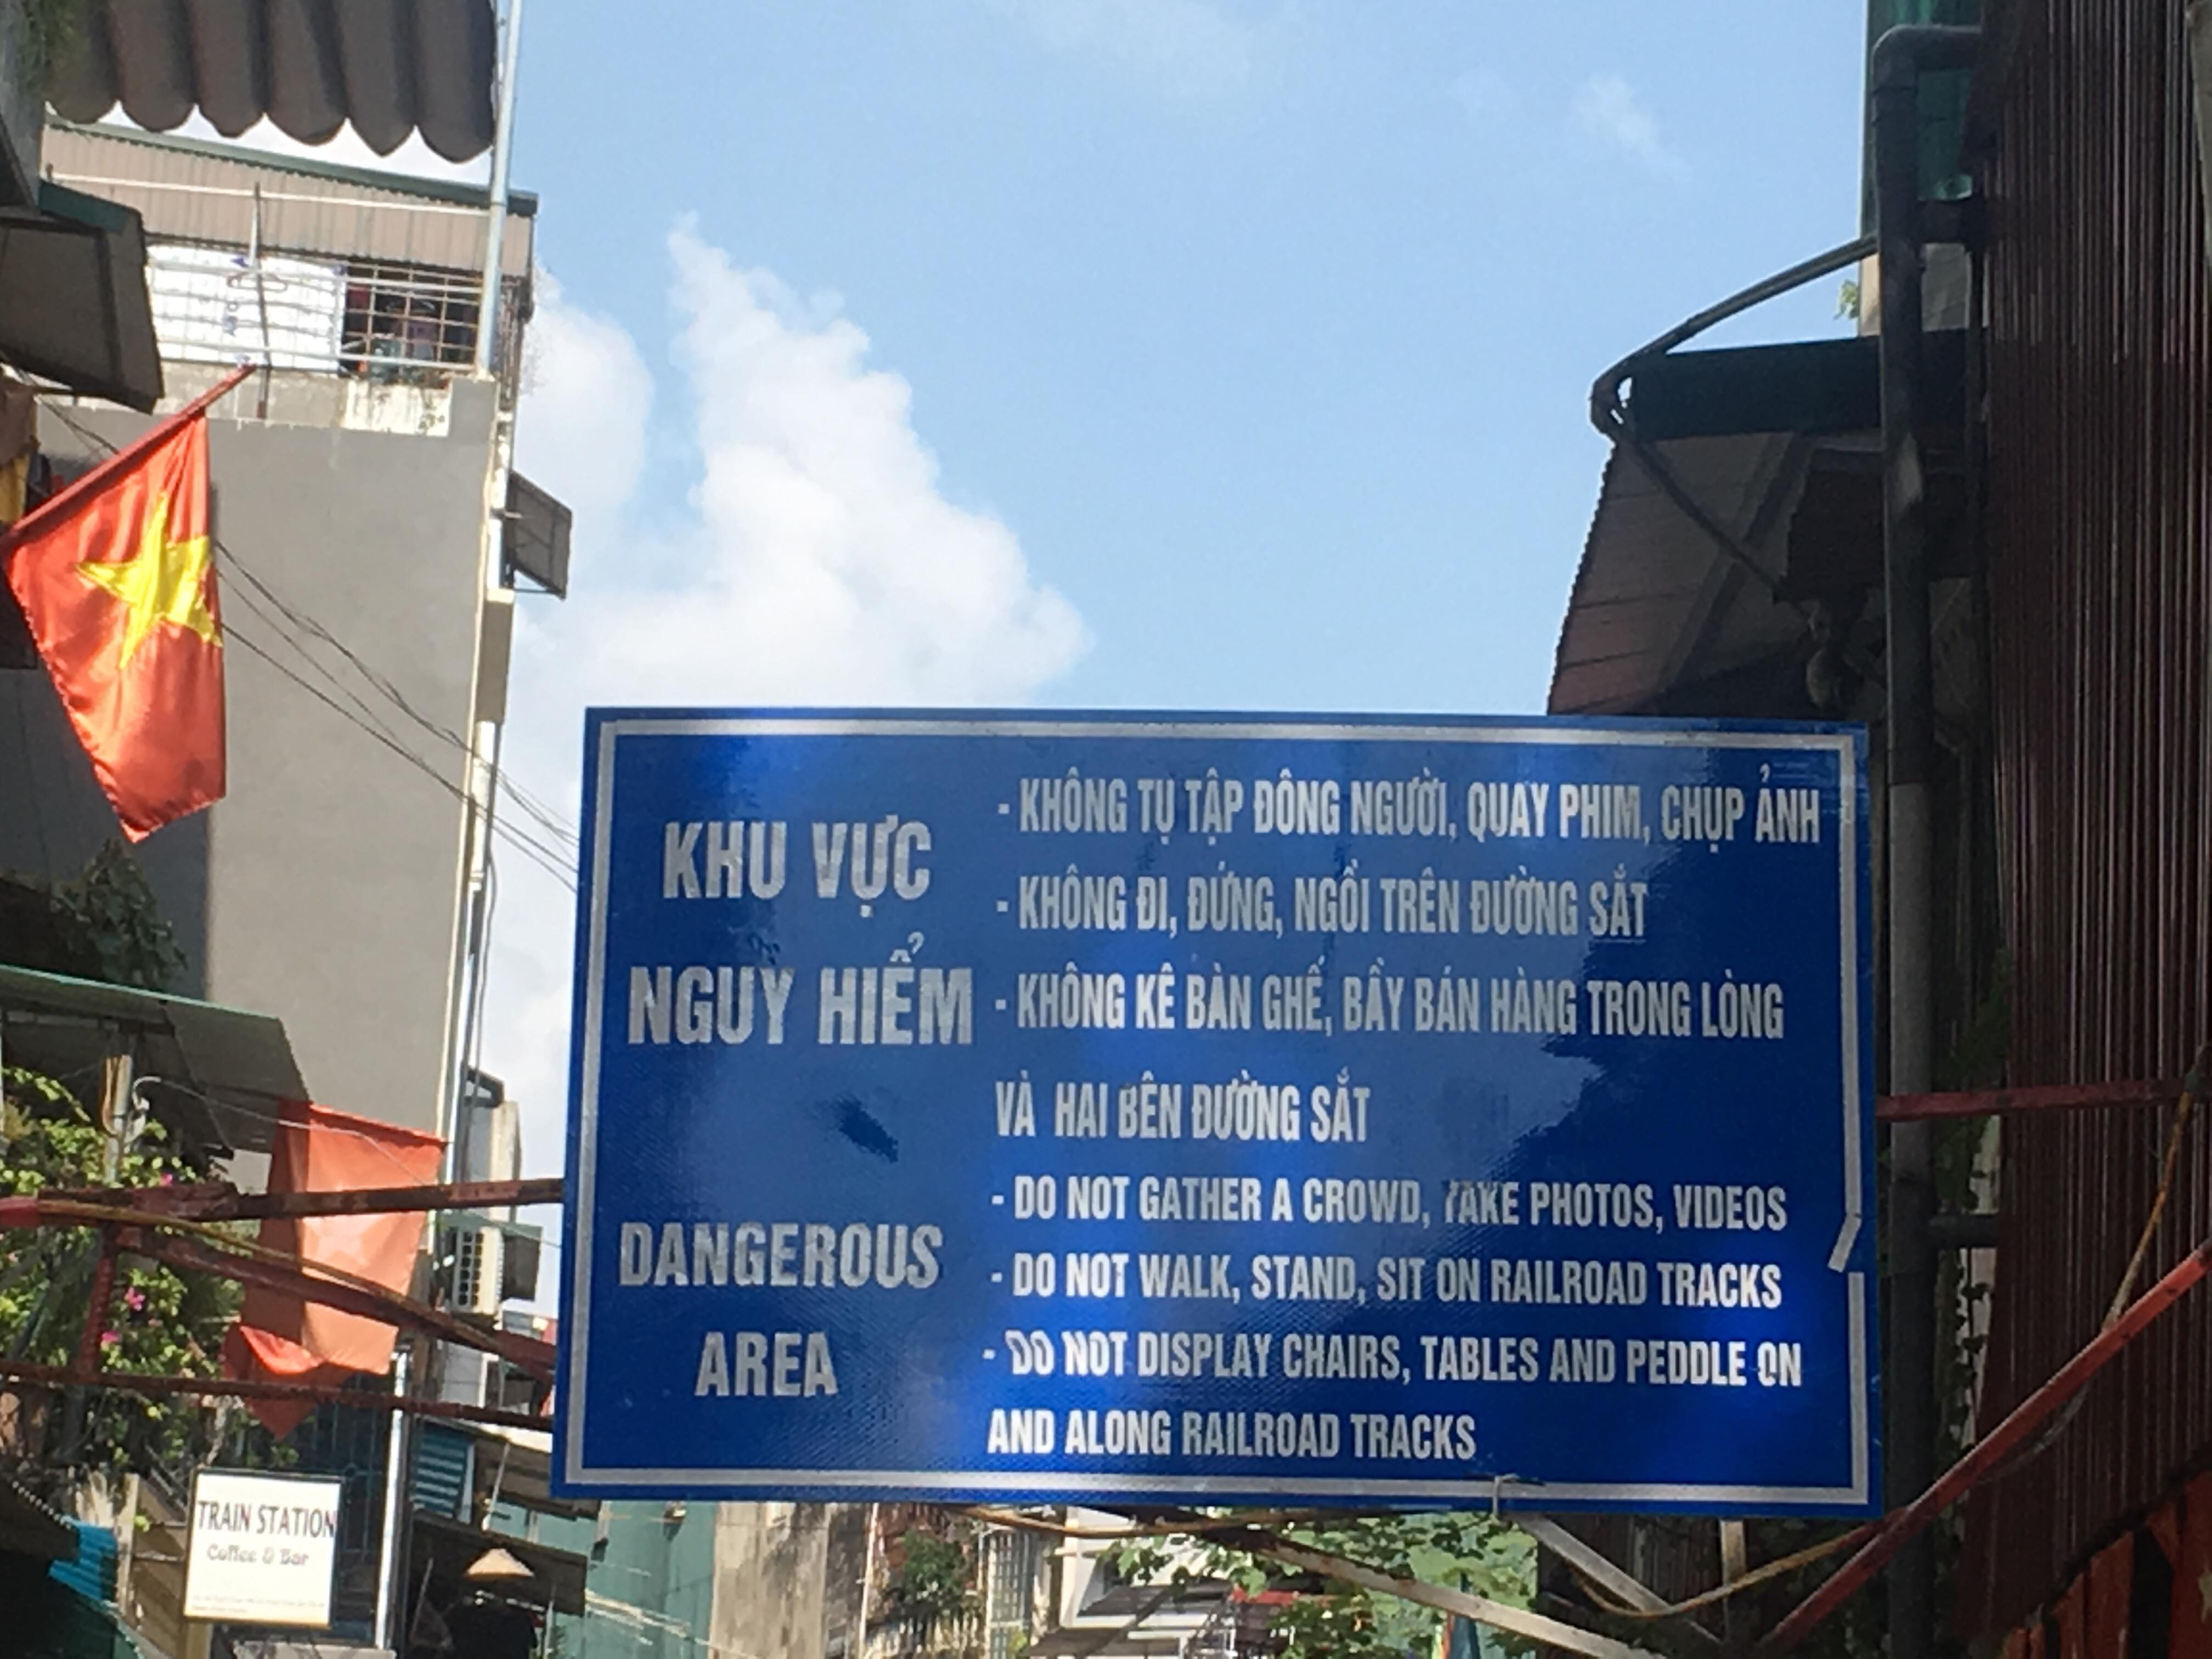 KHU VỰC
NGUY HIỂM
- KHÔNG TỤ TẬP ĐÔNG NGƯỜI, QUAY PHIM, CHỤP ẢNH
- KHÔNG ĐI, ĐỨNG, NGỒI TRÊN ĐƯỜNG SẮT
- KHÔNG KÊ BÀN GHẾ, BẦY BÁN HÀNG TRONG LÒNG
VÀ HAI BÊN ĐƯỜNG SẮT
DANGEROUS
AREA
- DO NOT GATHER A CROWD, TAKE PHOTOS, VIDEOS
- DO NOT WALK, STAND, SIT ON RAILROAD TRACKS
- DO NOT DISPLAY CHAIRS, TABLES AND PEDDLE ON
AND ALONG RAILROAD TRACKS
TRAIN STATION
Coffee & Bar